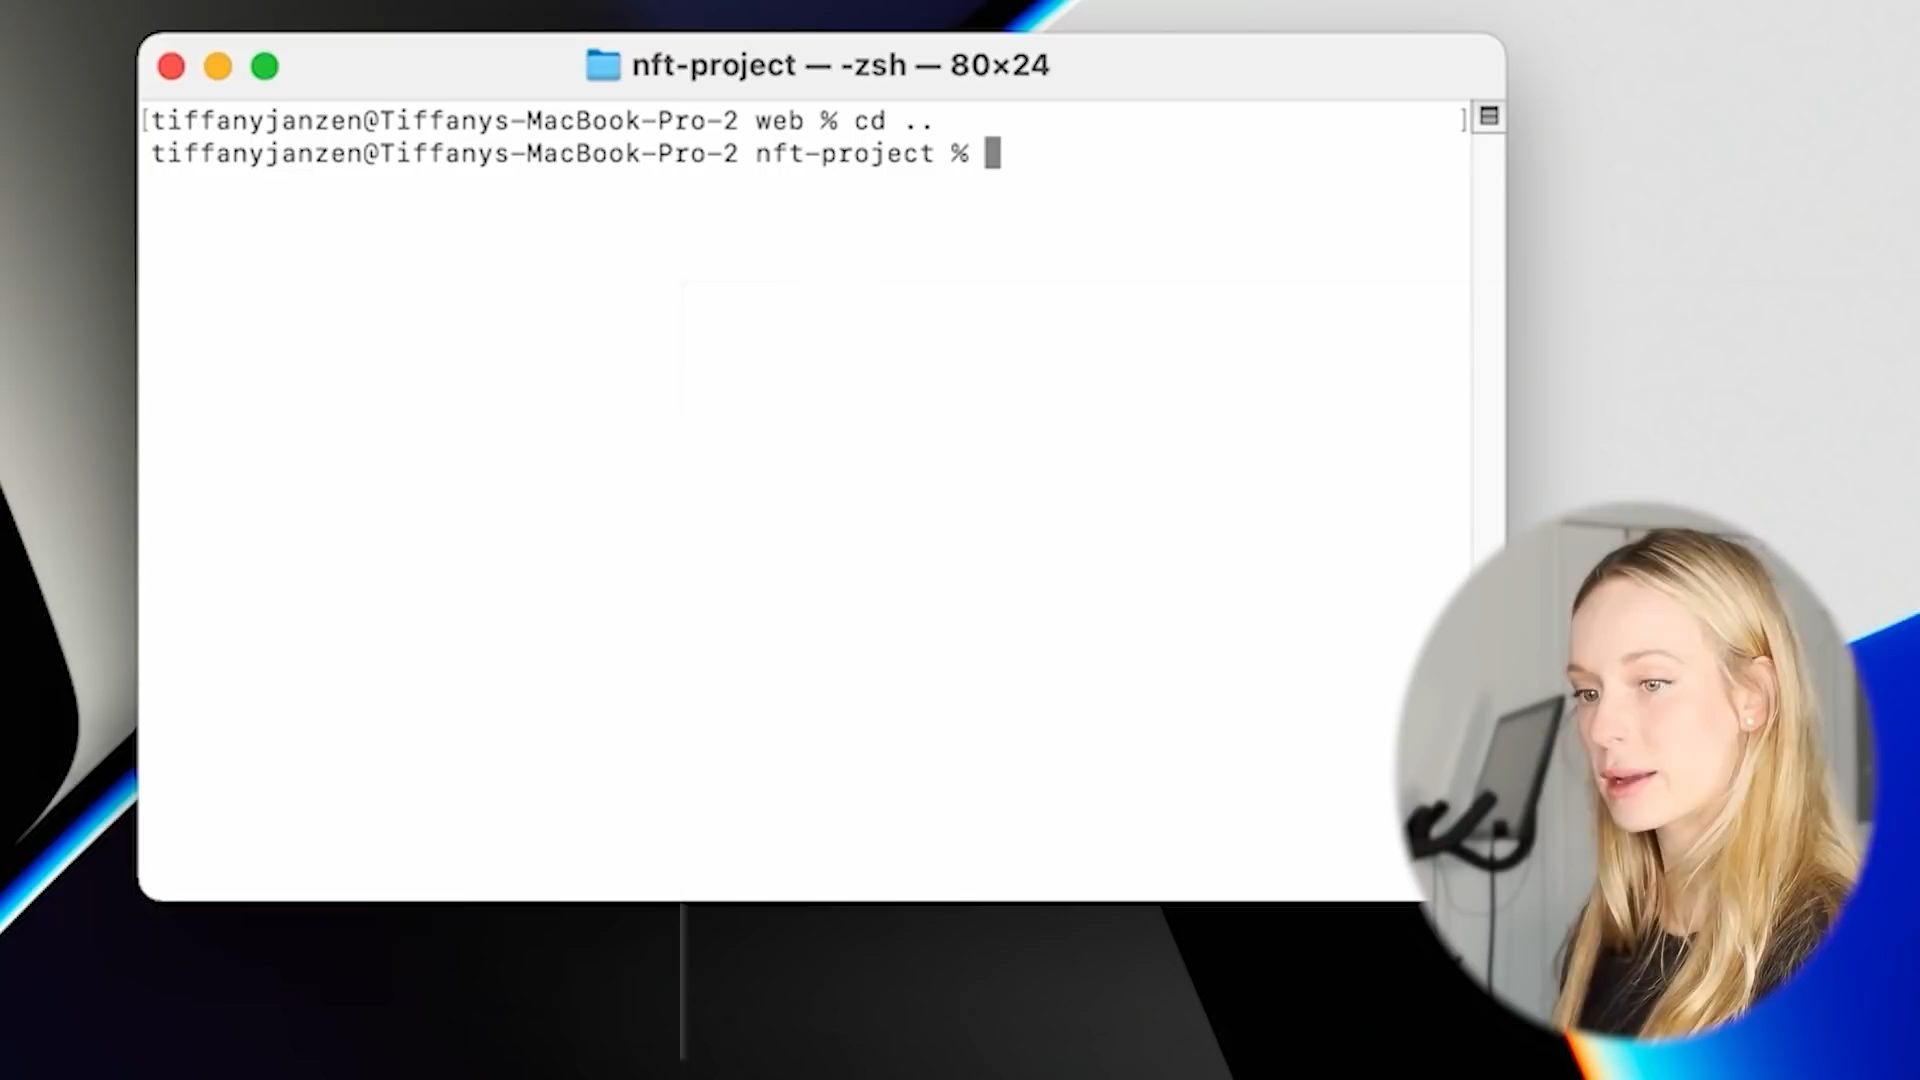 nft-project — -zsh — 80×24
[tiffanyjanzen@Tiffanys-MacBook-Pro-2 web % cd .. ]
tiffanyjanzen@Tiffanys-MacBook-Pro-2 nft-project %